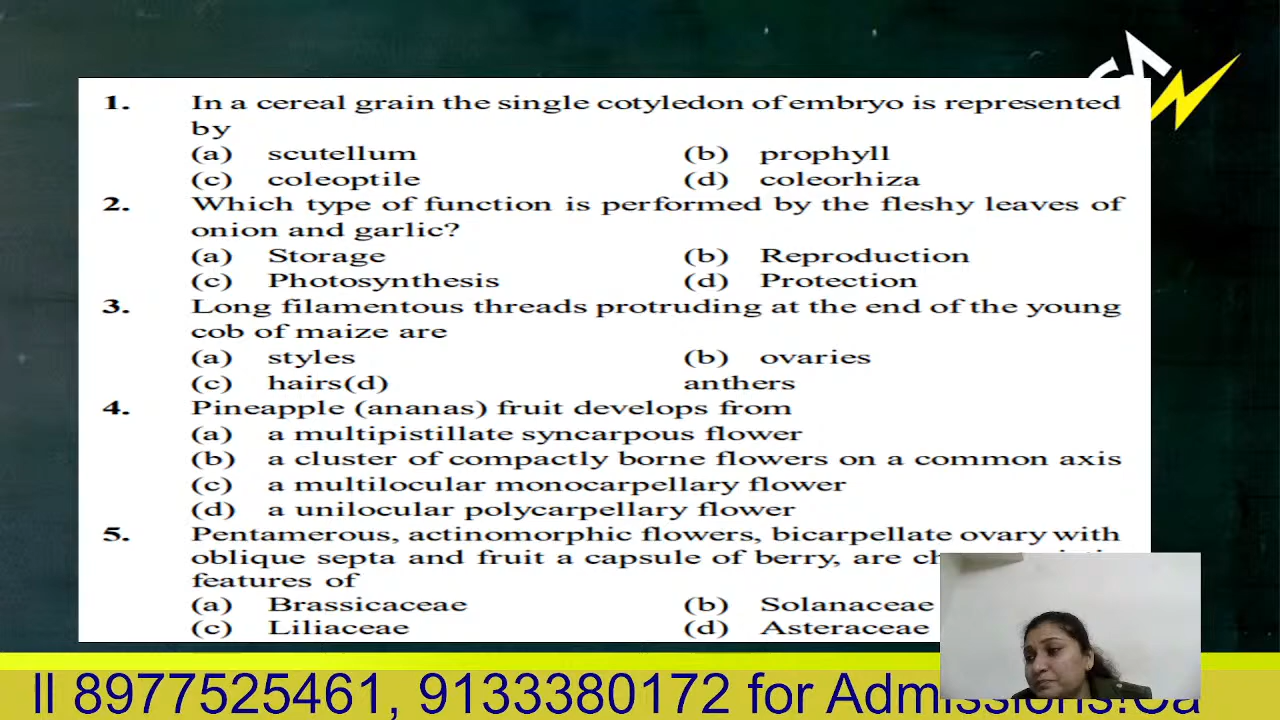 1. In a cereal grain the single cotyledon of embryo is represented
by
(a) scutellum (b) prophyll
(c) coleoptile (d) coleorhiza
2. Which type of function is performed by the fleshy leaves of
onion and garlic?
(a) Storage (b) Reproduction
(c) Photosynthesis (d) Protection
3. Long filamentous threads protruding at the end of the young
cob of maize are
(a) styles (b) ovaries
(c) hairs(d) anthers
4. Pineapple (ananas) fruit develops from
(a) a multipistillate syncarpous flower
(b) a cluster of compactly borne flowers on a common axis
(c) a multilocular monocarpellary flower
(d) a unilocular polycarpellary flower
5. Pentamerous, actinomorphic flowers, bicarpellate ovary with
oblique septa and fruit a capsule of berry, are
features of
(a) Brassicaceae (b) Solanaceae
(c) Liliaceae (d) Asteraceae
ll 8977525461, 9133380172 for Admissions.Ca